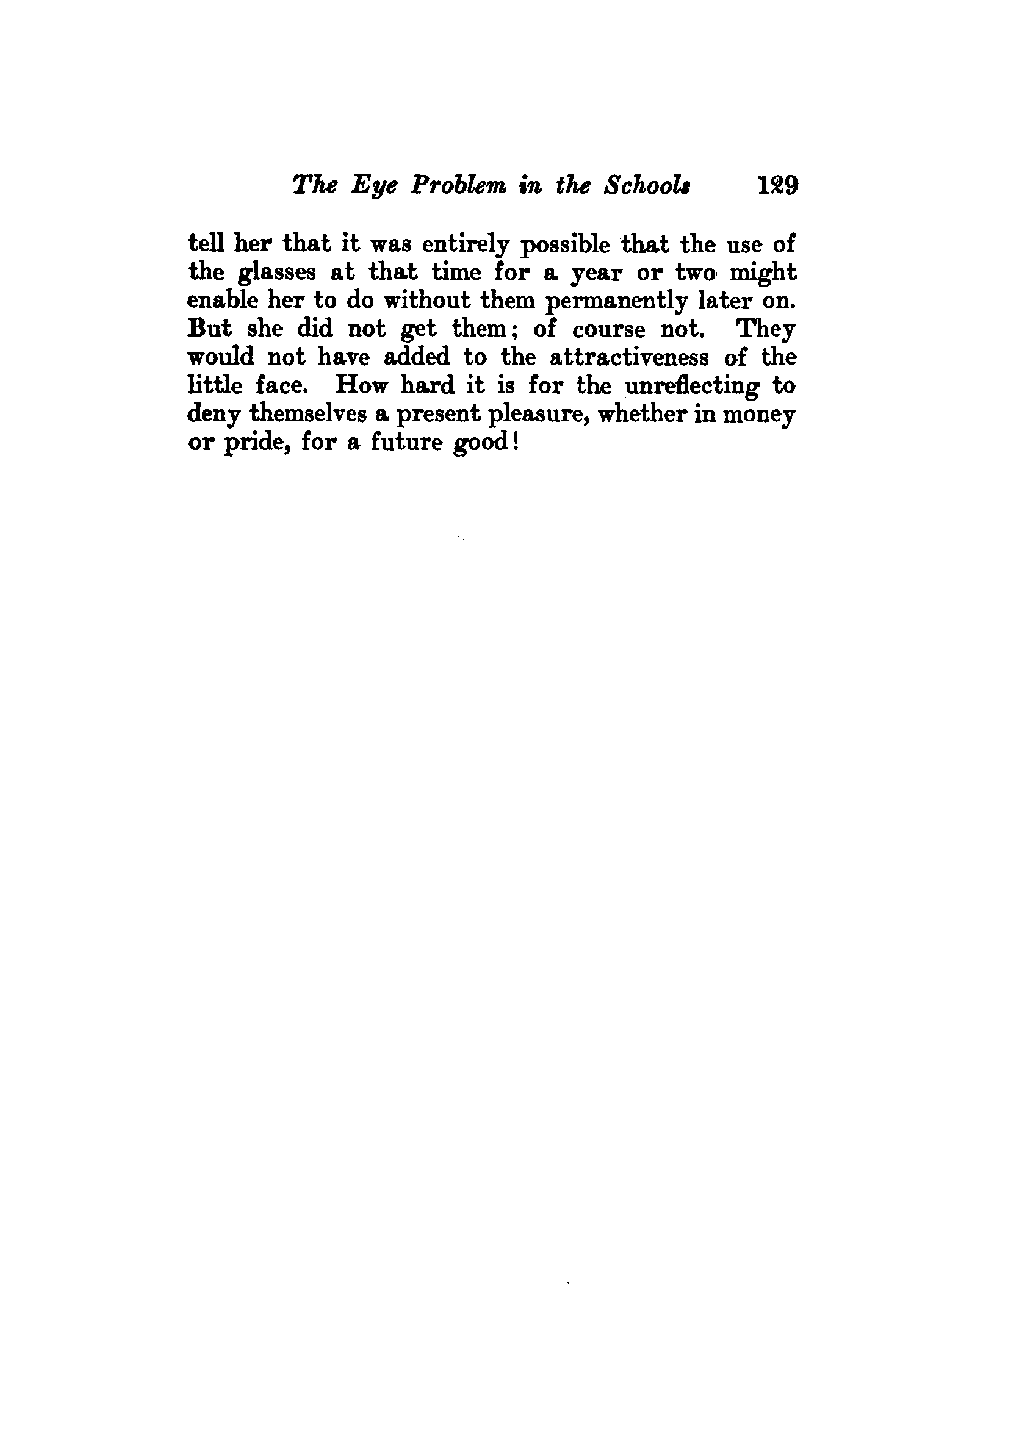 The Eye Problem in the Schools 129
tell her that it was entirely possible that the use of
the glasses at that time for a year or two might
enable her to do without them permanently later on.
But she did not get them; of course not. They
would not have added to the attractiveness of the
little face. How hard it is for the unreflecting to
deny themselves a present pleasure, whether in money
or pride, for a future good!